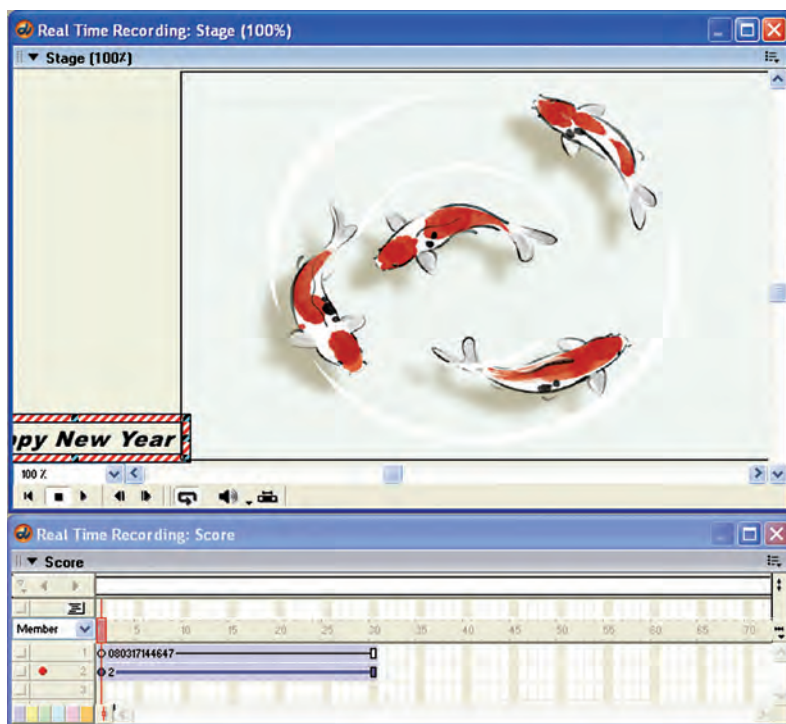 Real Time Recording: Stage (100%)
Stage (100%)
ppy New Year
100 %
Real Time Recording: Score
Score
Member
5 10 15 20 25 30 35 40 45 50 55 60 65 70
1 080317144647
2 2
3